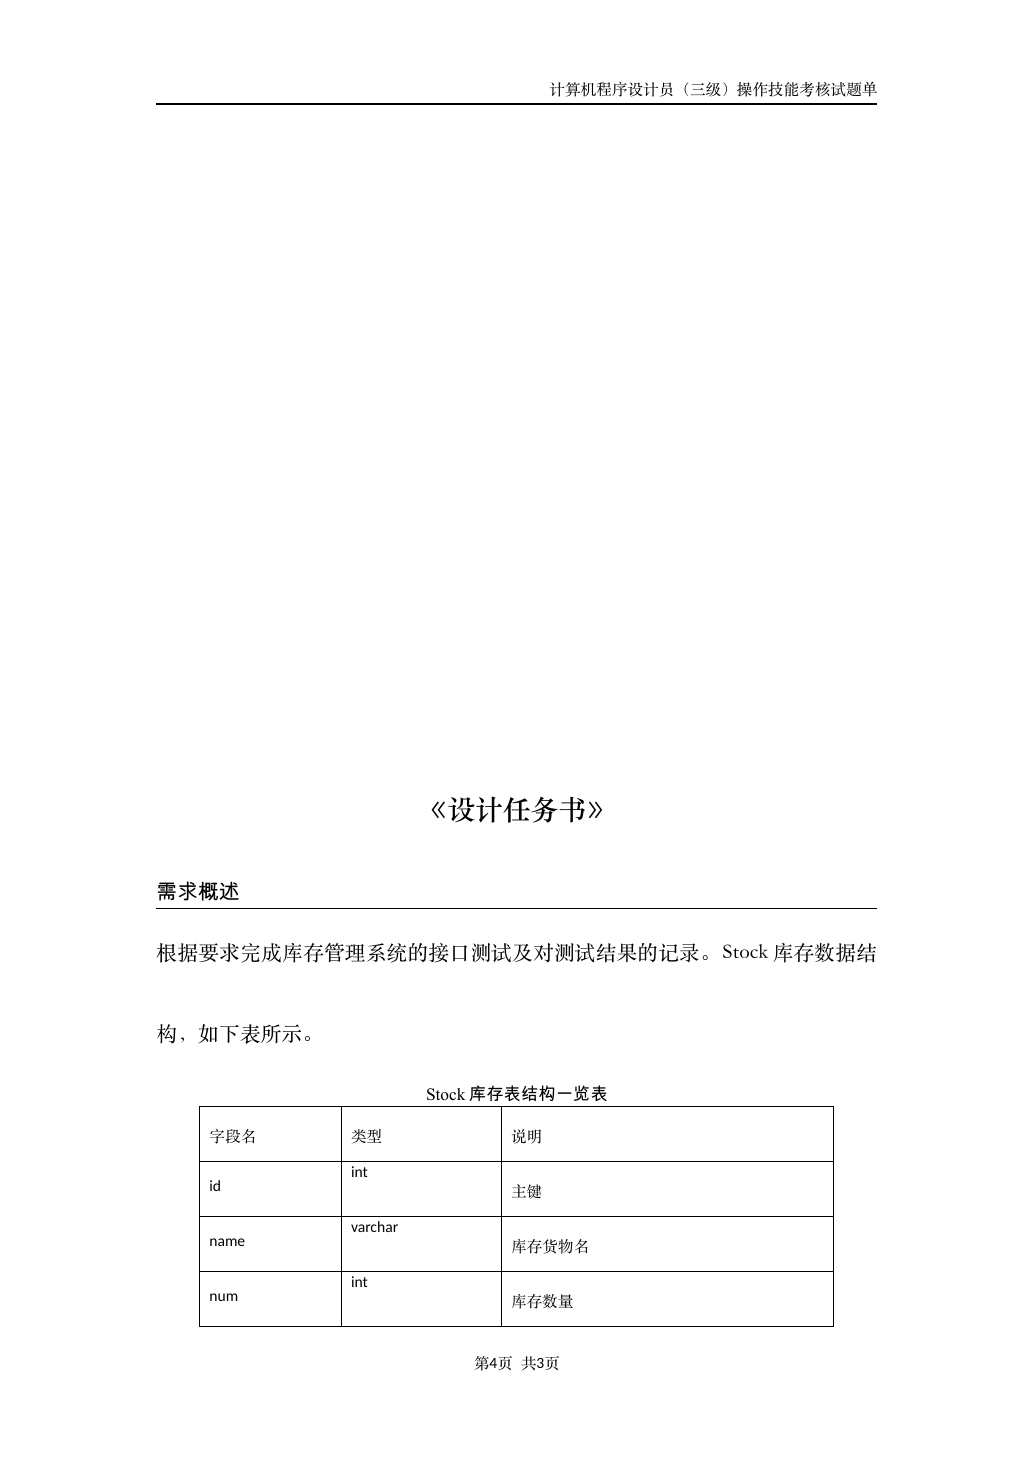 计算机程序设计员（三级）操作技能考核试题单
《设计任务书》
需求概述
根据要求完成库存管理系统的接口测试及对测试结果的记录。Stock 库存数据结
构，如下表所示。
Stock 库存表结构一览表
字段名 类型 说明
id int 主键
name varchar 库存货物名
num int 库存数量
第4页 共3页